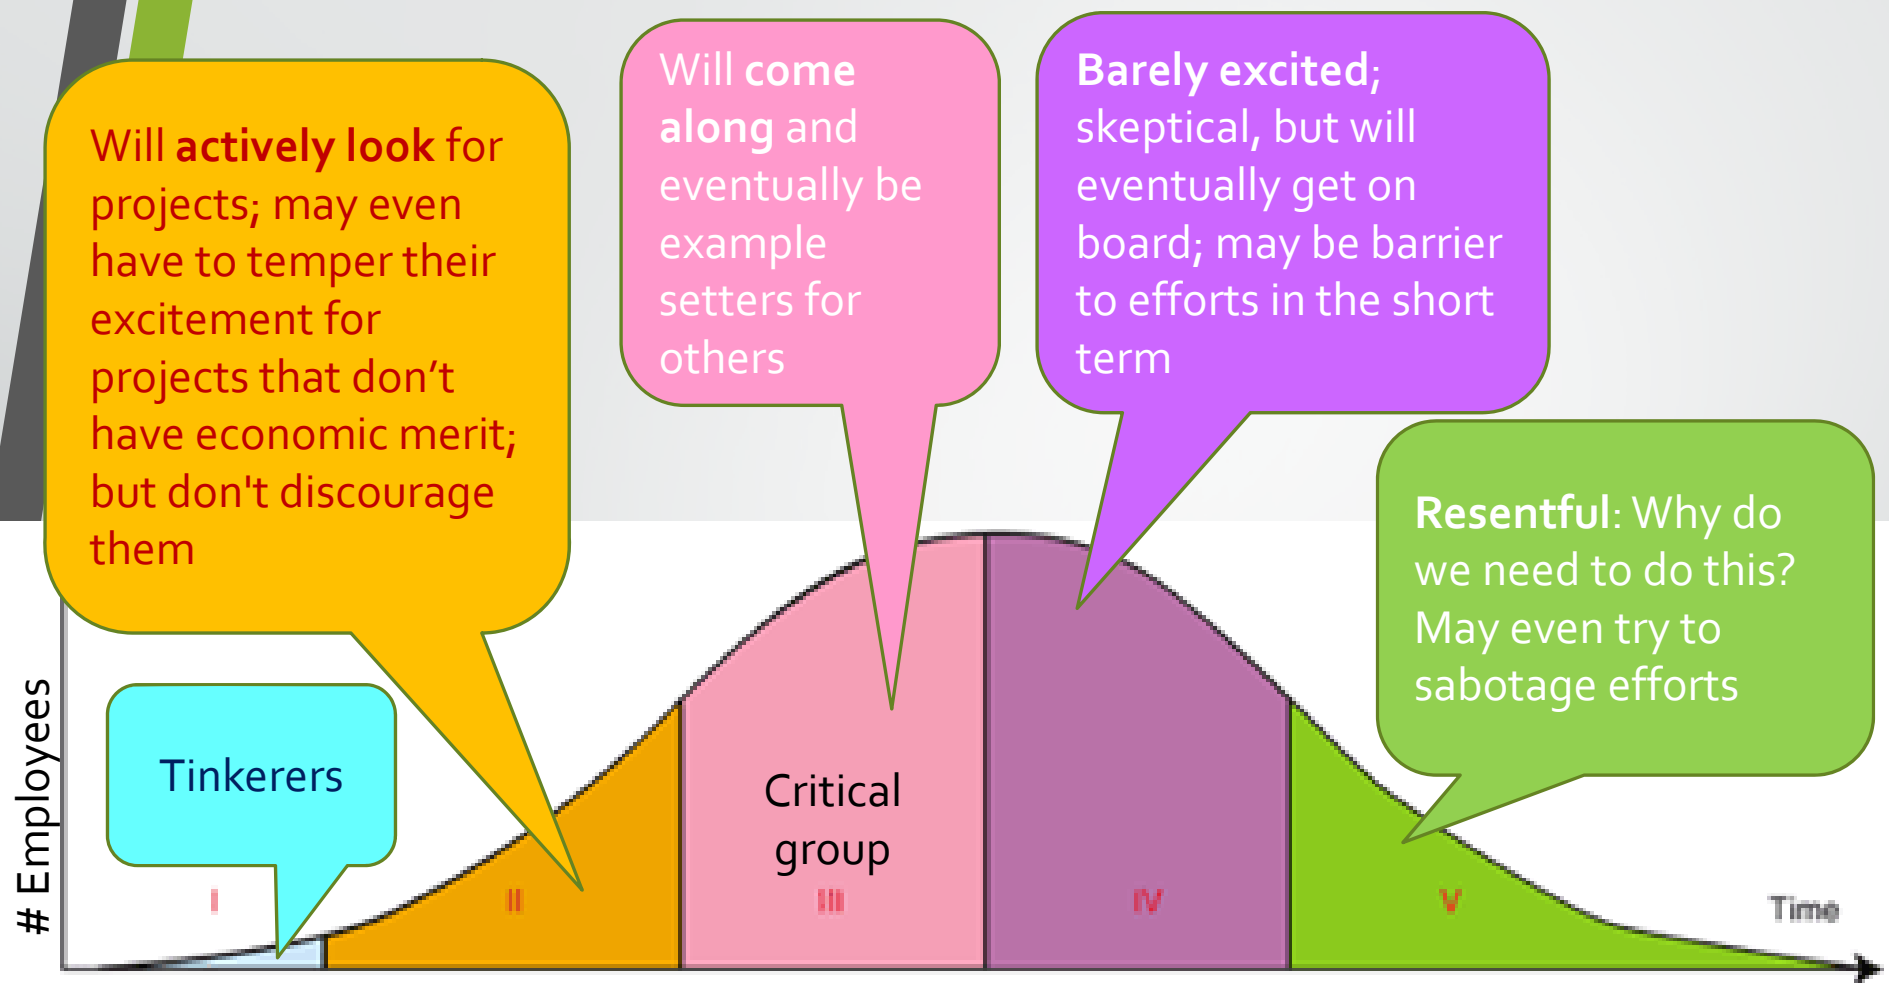 Will actively look for
projects; may even
have to temper their
excitement for
projects that don’t
have economic merit;
but don't discourage
them
Will come
along and
eventually be
example
setters for
others
Barely excited;
skeptical, but will
eventually get on
board; may be barrier
to efforts in the short
term
Resentful: Why do
we need to do this?
May even try to
sabotage efforts
Tinkerers
Critical
group
# Employees
I
II
III
IV
V
Time